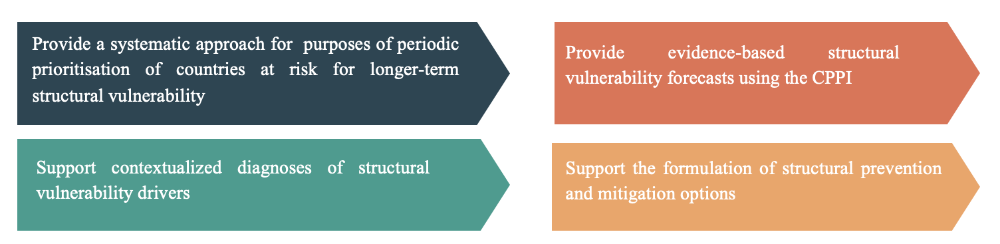 Provide a systematic approach for purposes of periodic
prioritisation of countries at risk for longer-term
structural vulnerability
Provide evidence-based structural
vulnerability forecasts using the CPPI
Support contextualized diagnoses of structural
vulnerability drivers
Support the formulation of structural prevention
and mitigation options